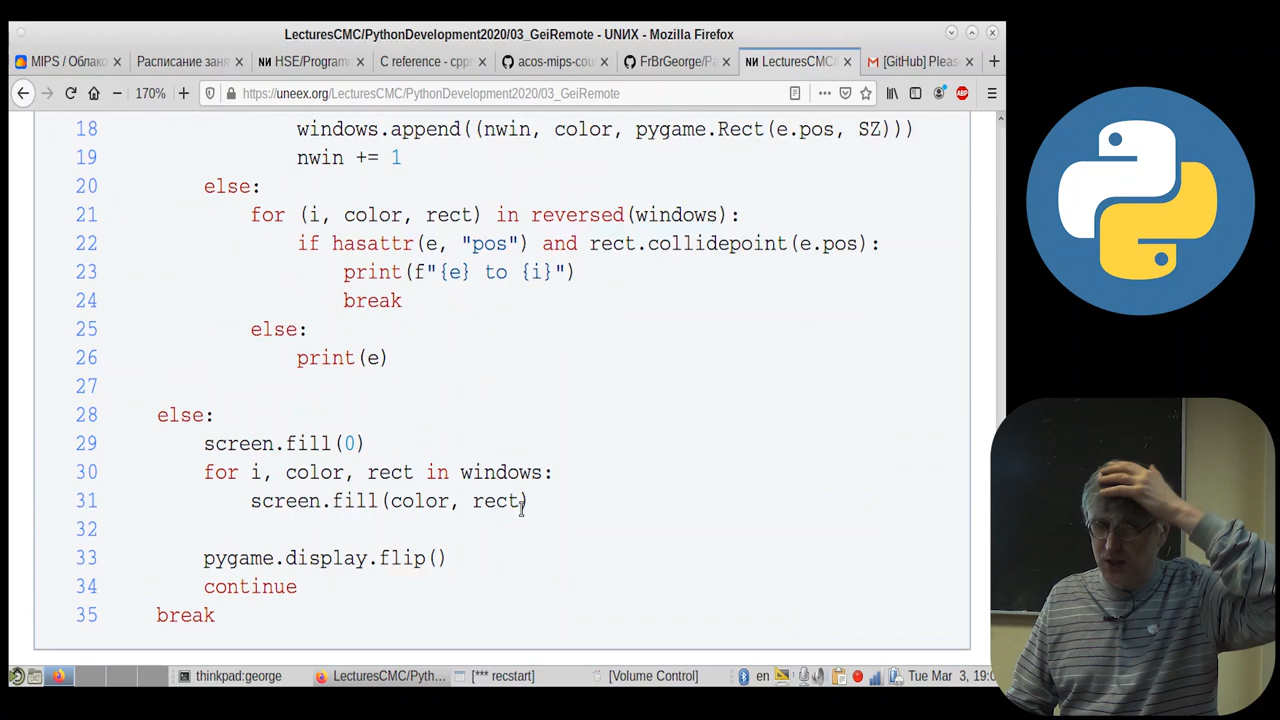 LecturesCMC/PythonDevelopment2020/03_GeiRemote - UNИX - Mozilla Firefox
MIPS / Облако
Расписание заня
NИ HSE/Program
C reference - cpp
acos-mips-cou
FrBrGeorge/Pa
NИ LecturesCMC/
[GitHub] Pleas
170%
https://uneex.org/LecturesCMC/PythonDevelopment2020/03_GeiRemote
ABP
18 windows.append((nwin, color, pygame.Rect(e.pos, SZ)))
19 nwin += 1
20 else:
21 for (i, color, rect) in reversed(windows):
22 if hasattr(e, "pos") and rect.collidepoint(e.pos):
23 print(f"{e} to {i}")
24 break
25 else:
26 print(e)
27
28 else:
29 screen.fill(0)
30 for i, color, rect in windows:
31 screen.fill(color, rect)
32
33 pygame.display.flip()
34 continue
35 break
thinkpad:george
LecturesCMC/Pyth...
[*** recstart]
[Volume Control]
en
Tue Mar 3, 19:0